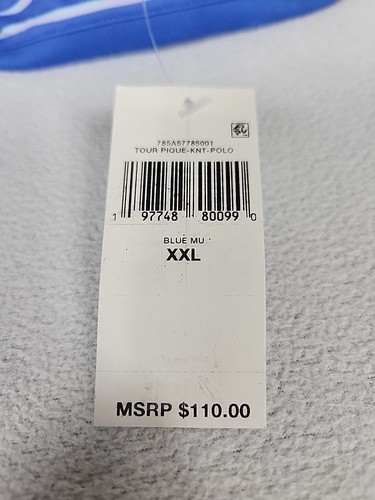 785A57785001
TOUR PIQUE-KNT-POLO
1 97748 80099 0
BLUE MU
XXL
MSRP $110.00